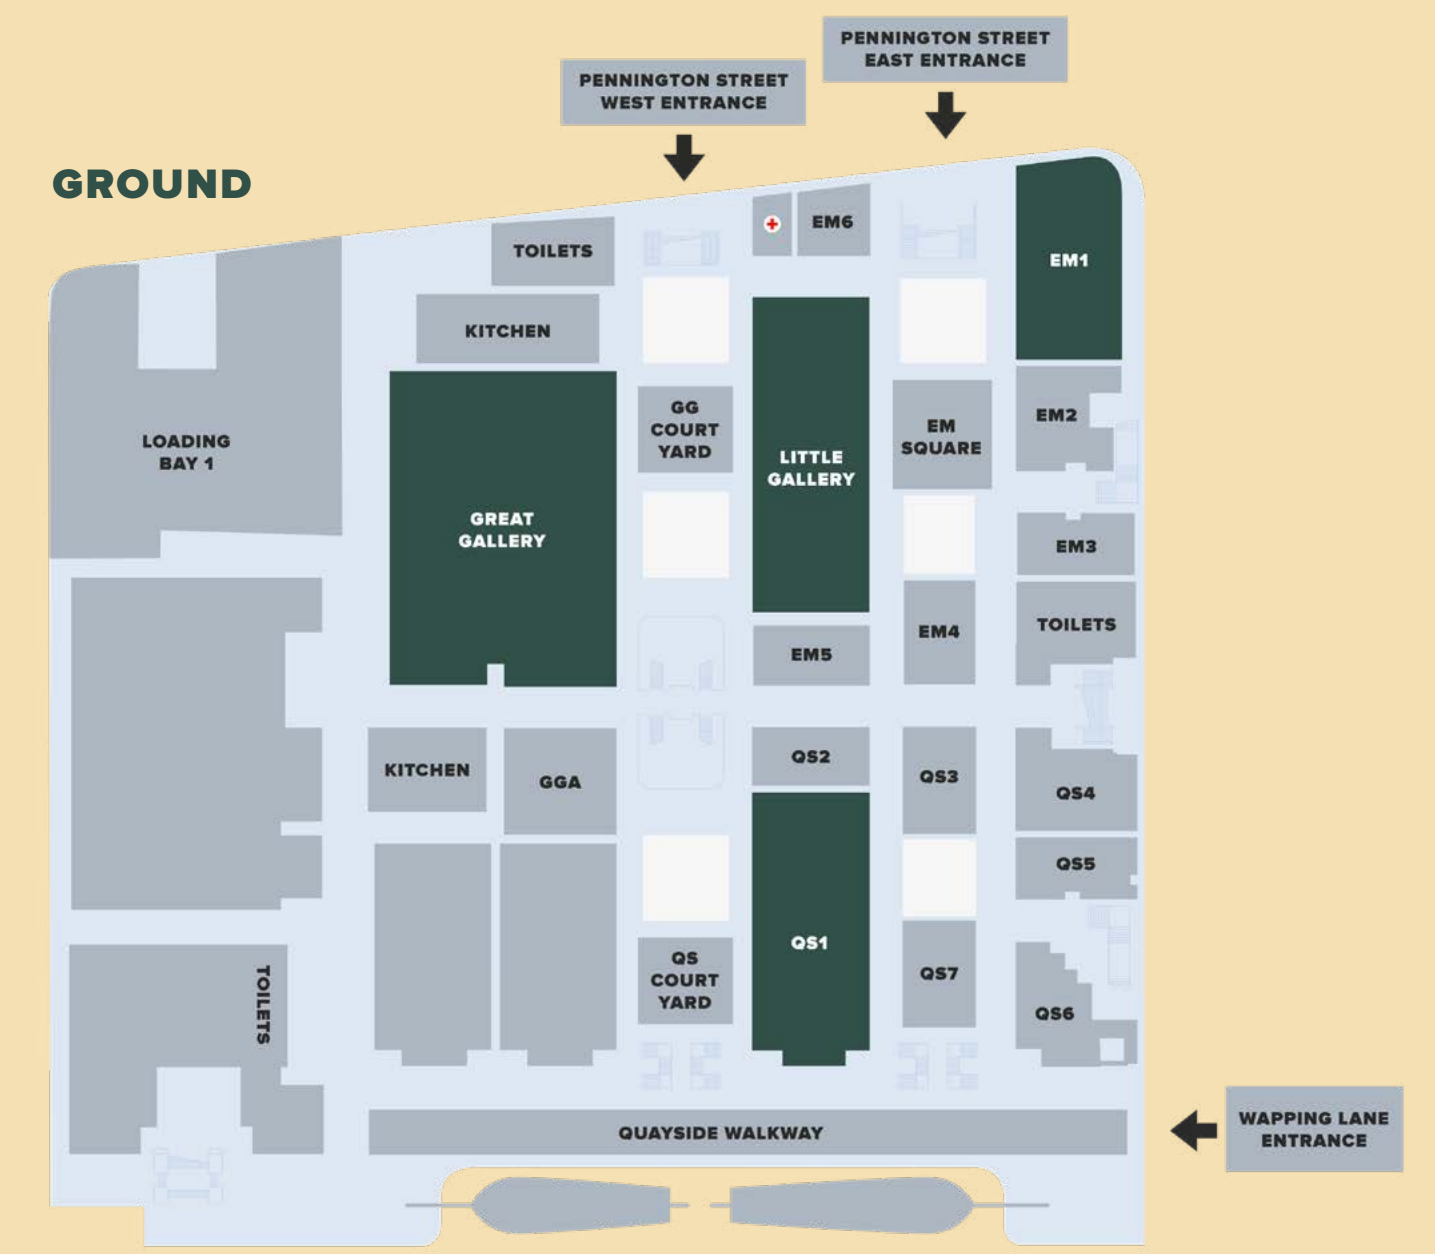 PENNINGTON STREET
EAST ENTRANCE
PENNINGTON STREET
WEST ENTRANCE
GROUND
TOILETS
EM6
EM1
KITCHEN
GG
COURT
YARD
EM2
EM
SQUARE
LOADING
BAY 1
LITTLE
GALLERY
GREAT
GALLERY
EM3
TOILETS
EM4
EM5
KITCHEN
GGA
QS2
QS3
QS4
QS5
QS1
QS
COURT
YARD
QS7
TOILETS
QS6
QUAYSIDE WALKWAY
WAPPING LANE
ENTRANCE